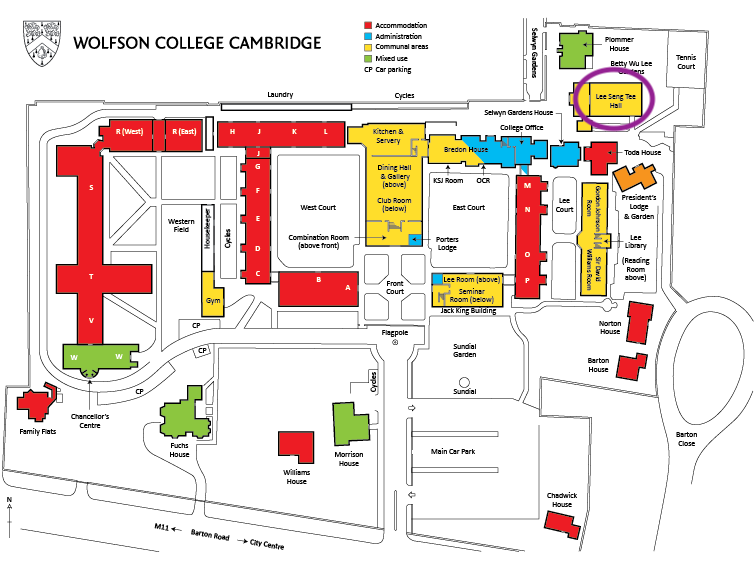 WOLFSON COLLEGE CAMBRIDGE
Accommodation
Administration
Communal areas
Mixed use
CP Car parking
Selwyn Gardens
Plommer
House
Betty Wu Lee
Gardens
Tennis
Court
Lee Seng Tee
Hall
Laundry
Cycles
Selwyn Gardens House
College Office
R (West)
R (East)
H
J
K
L
Kitchen &
Servery
Bredon House
Toda House
J
G
F
E
D
C
S
T
V
W
W
KSJ Room
OCR
Dining Hall
& Gallery
(above)
Club Room
(below)
West Court
Combination Room
(above front)
East Court
M
N
O
P
Lee
Court
Gordon Johnson
Room
Sir David
Williams Room
President's
Lodge
& Garden
Lee
Library
(Reading
Room
above)
Western
Field
Housekeeper
Cycles
Porters
Lodge
Gym
B
A
Front
Court
Lee Room (above)
Seminar
Room (below)
Jack King Building
CP
CP
CP
Flagpole
Norton
House
Barton
House
Sundial
Garden
Sundial
Cycles
Chancellor's
Centre
Family Flats
Fuchs
House
Williams
House
Morrison
House
Main Car Park
Barton
Close
Chadwick
House
N
M11
Barton Road
City Centre